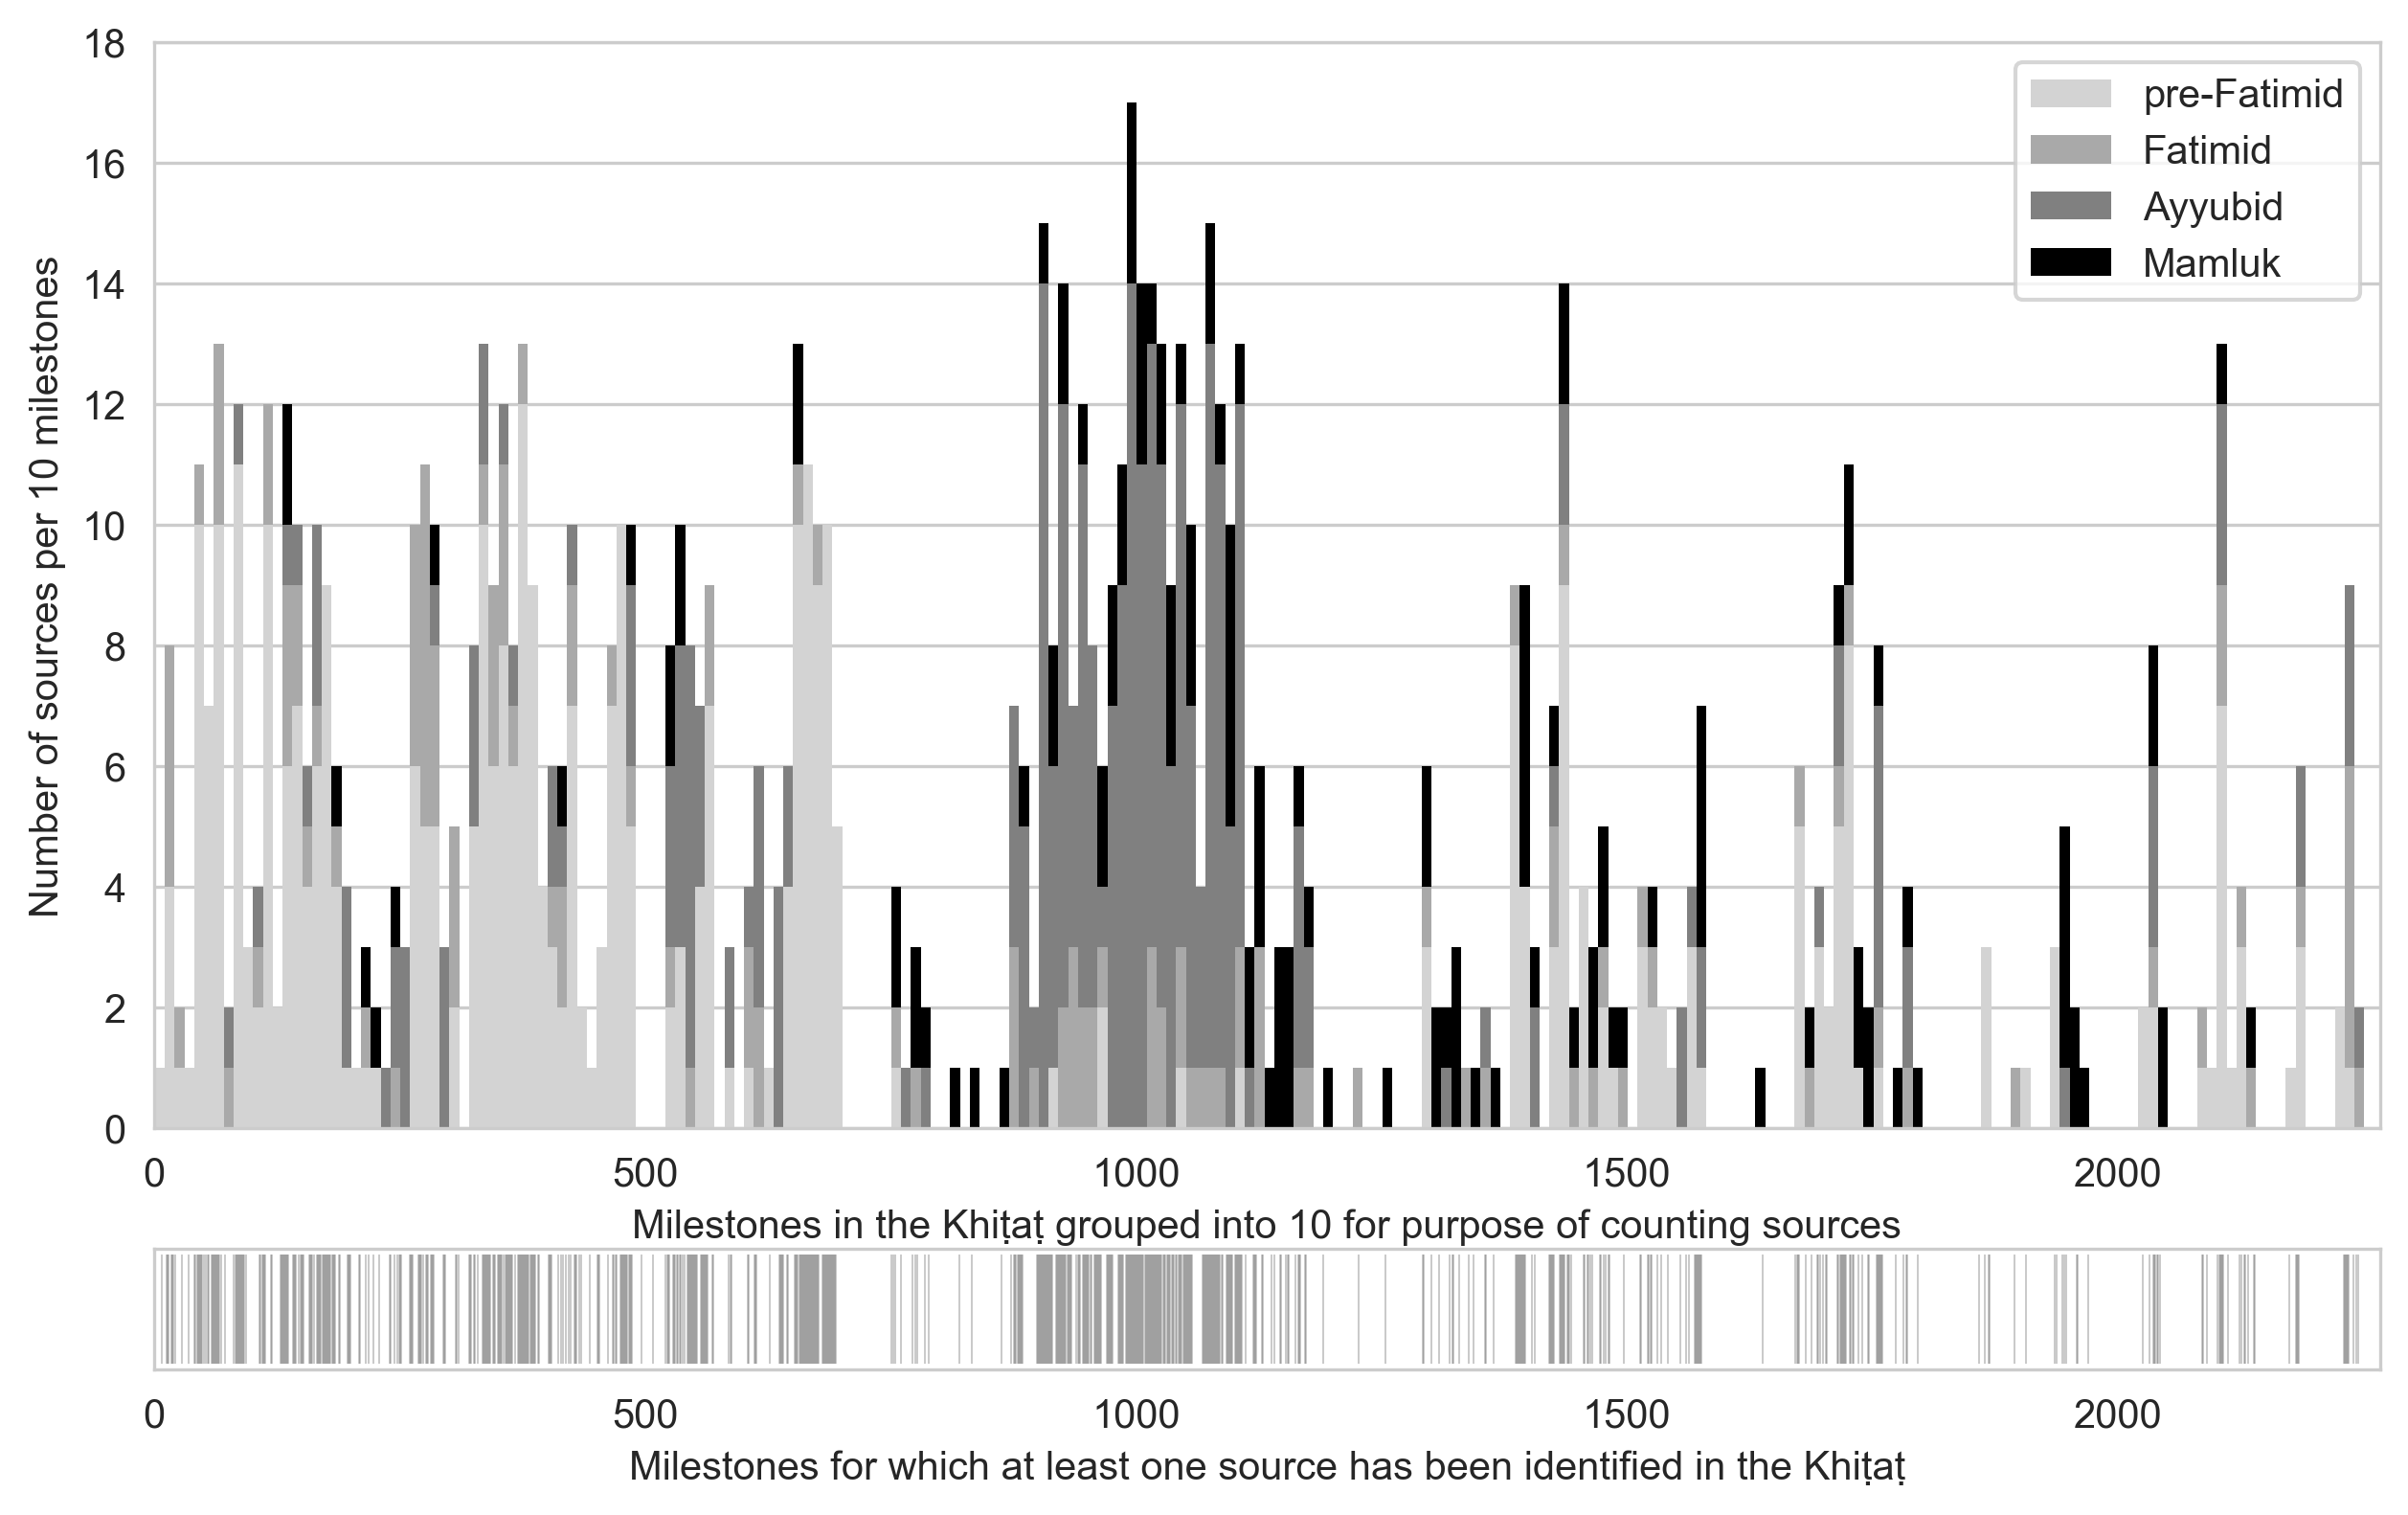 18
16
14
12
10
8
6
4
2
0
Number of sources per 10 milestones
pre-Fatimid
Fatimid
Ayyubid
Mamluk
0 500 1000 1500 2000
Milestones in the Khiṭaṭ grouped into 10 for purpose of counting sources
0 500 1000 1500 2000
Milestones for which at least one source has been identified in the Khiṭaṭ